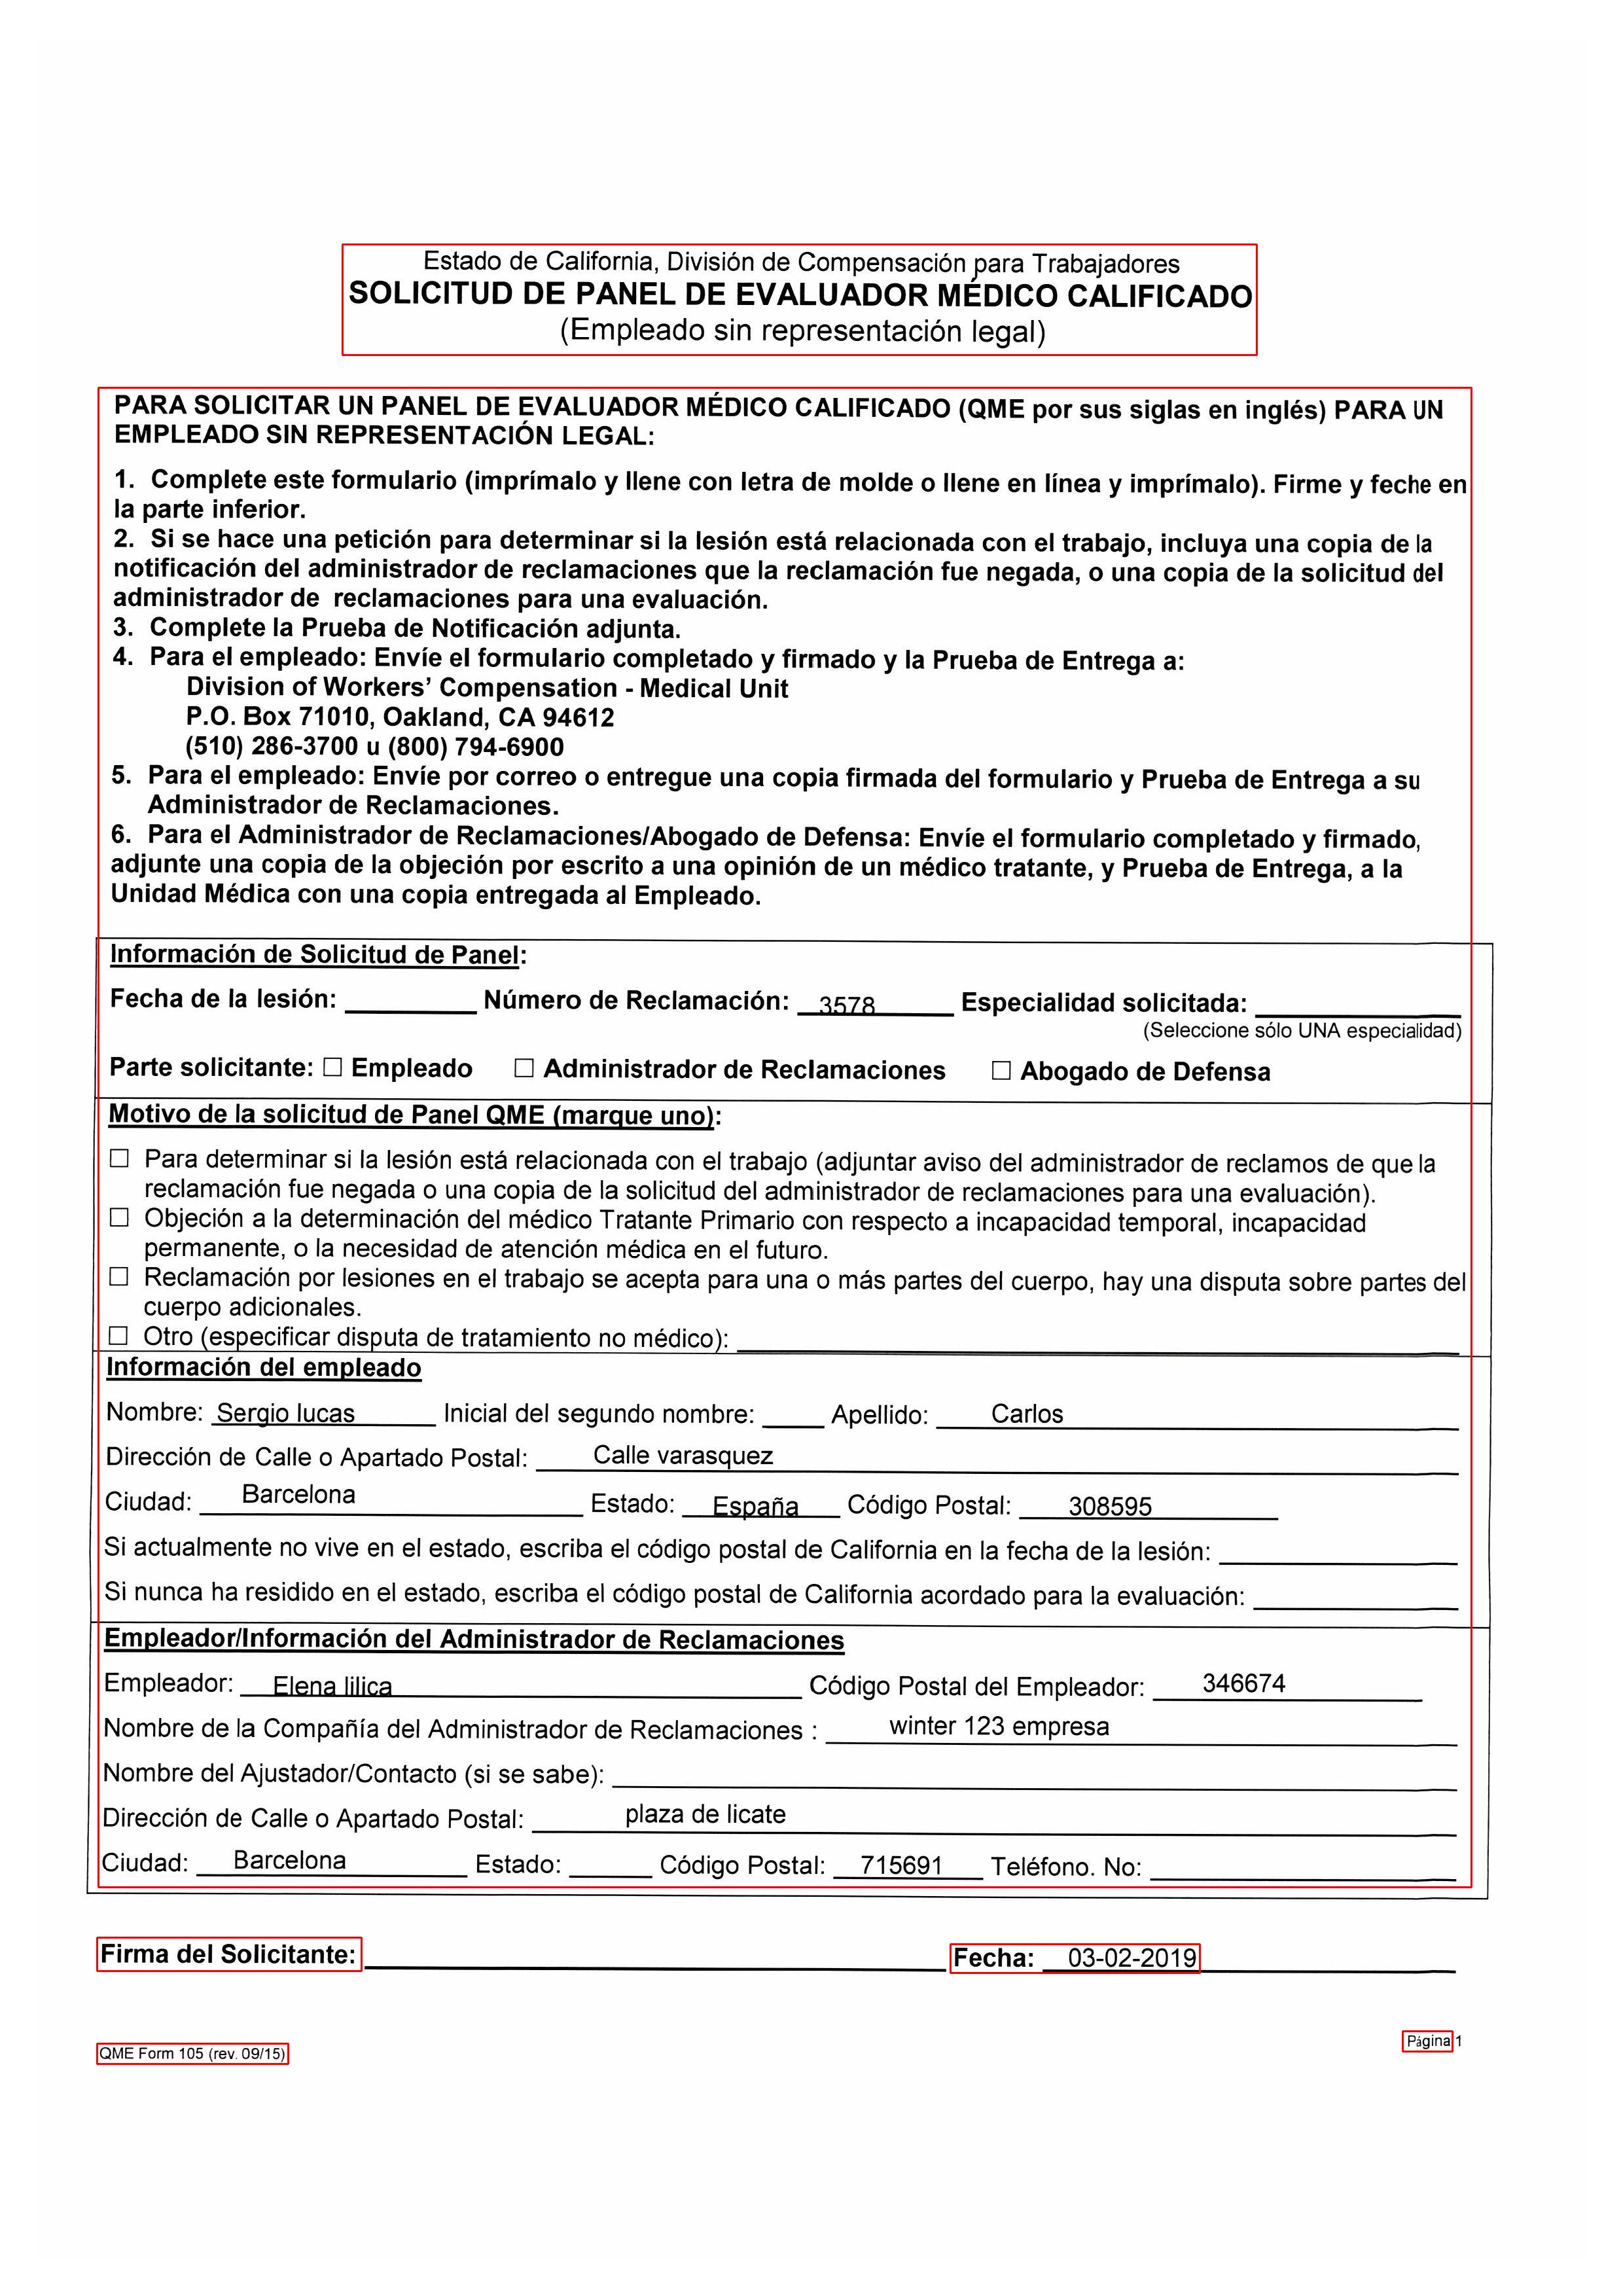 Estado de California, División de Compensación para Trabajadores
SOLICITUD DE PANEL DE EVALUADOR MÉDICO CALIFICADO
(Empleado sin representación legal)
PARA SOLICITAR UN PANEL DE EVALUADOR MÉDICO CALIFICADO (QME por sus siglas en inglés) PARA UN
EMPLEADO SIN REPRESENTACIÓN LEGAL:
1. Complete este formulario (imprímalo y llene con letra de molde o llene en línea y imprímalo). Firme y feche en
la parte inferior.
2. Si se hace una petición para determinar si la lesión está relacionada con el trabajo, incluya una copia de la
notificación del administrador de reclamaciones que la reclamación fue negada, o una copia de la solicitud del
administrador de reclamaciones para una evaluación.
3. Complete la Prueba de Notificación adjunta.
4. Para el empleado: Envíe el formulario completado y firmado y la Prueba de Entrega a:
Division of Workers’ Compensation - Medical Unit
P.O. Box 71010, Oakland, CA 94612
(510) 286-3700 u (800) 794-6900
5. Para el empleado: Envíe por correo o entregue una copia firmada del formulario y Prueba de Entrega a su
Administrador de Reclamaciones.
6. Para el Administrador de Reclamaciones/Abogado de Defensa: Envíe el formulario completado y firmado,
adjunte una copia de la objeción por escrito a una opinión de un médico tratante, y Prueba de Entrega, a la
Unidad Médica con una copia entregada al Empleado.
Información de Solicitud de Panel:
Fecha de la lesión: Número de Reclamación: 3578 Especialidad solicitada:
(Seleccione sólo UNA especialidad)
Parte solicitante: ☐ Empleado ☐ Administrador de Reclamaciones ☐ Abogado de Defensa
Motivo de la solicitud de Panel QME (marque uno):
☐ Para determinar si la lesión está relacionada con el trabajo (adjuntar aviso del administrador de reclamos de que la
reclamación fue negada o una copia de la solicitud del administrador de reclamaciones para una evaluación).
☐ Objeción a la determinación del médico Tratante Primario con respecto a incapacidad temporal, incapacidad
permanente, o la necesidad de atención médica en el futuro.
☐ Reclamación por lesiones en el trabajo se acepta para una o más partes del cuerpo, hay una disputa sobre partes del
cuerpo adicionales.
☐ Otro (especificar disputa de tratamiento no médico):
Información del empleado
Nombre: Sergio lucas Inicial del segundo nombre: Apellido: Carlos
Dirección de Calle o Apartado Postal: Calle varasquez
Ciudad: Barcelona Estado: España Código Postal: 308595
Si actualmente no vive en el estado, escriba el código postal de California en la fecha de la lesión:
Si nunca ha residido en el estado, escriba el código postal de California acordado para la evaluación:
Empleador/Información del Administrador de Reclamaciones
Empleador: Elena lilica Código Postal del Empleador: 346674
Nombre de la Compañía del Administrador de Reclamaciones : winter 123 empresa
Nombre del Ajustador/Contacto (si se sabe):
Dirección de Calle o Apartado Postal: plaza de licate
Ciudad: Barcelona Estado: Código Postal: 715691 Teléfono. No:
Firma del Solicitante: Fecha: 03-02-2019
QME Form 105 (rev. 09/15) Página 1